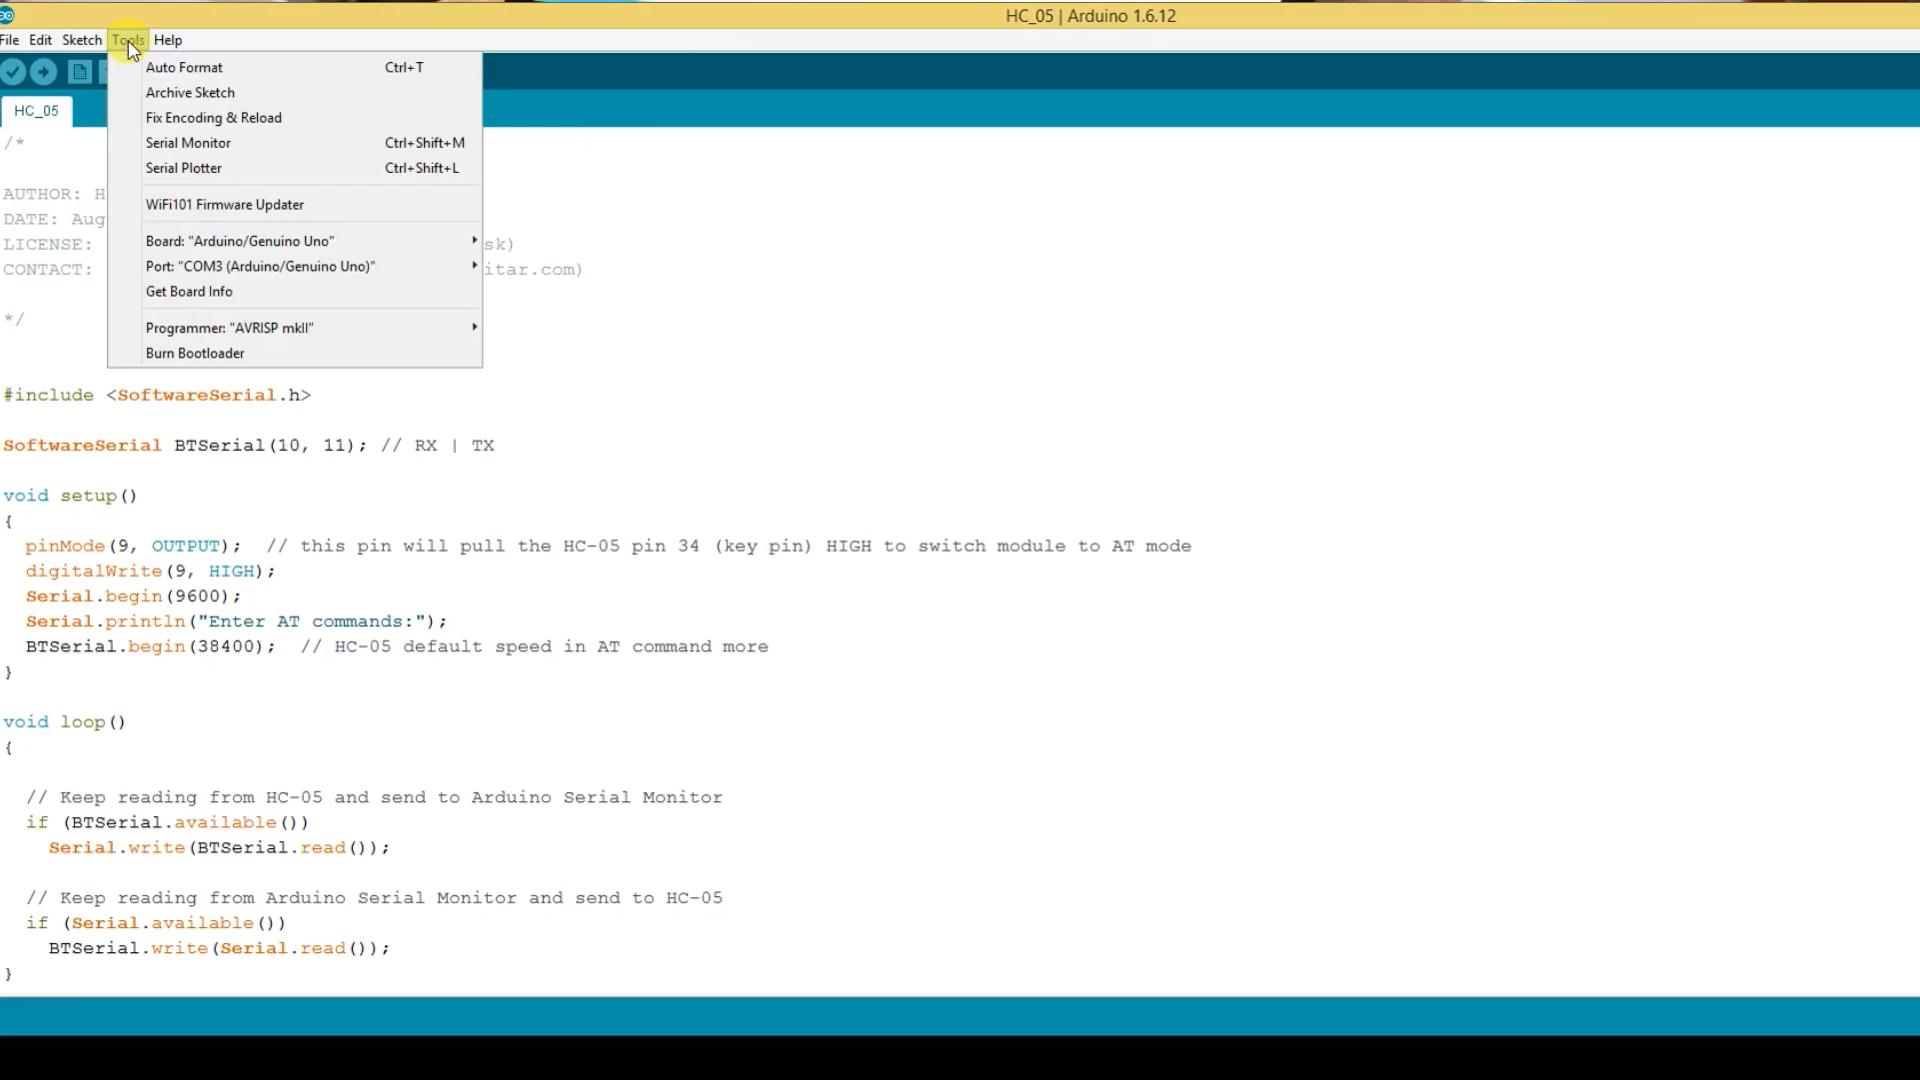 HC_05 | Arduino 1.6.12
File Edit Sketch Tools Help
Auto Format Ctrl+T
Archive Sketch
Fix Encoding & Reload
Serial Monitor Ctrl+Shift+M
Serial Plotter Ctrl+Shift+L
WiFi101 Firmware Updater
Board: "Arduino/Genuino Uno"
Port: "COM3 (Arduino/Genuino Uno)"
Get Board Info
Programmer: "AVRISP mkII"
Burn Bootloader
HC_05
/*
AUTHOR: H
DATE: Aug
LICENSE: sk)
CONTACT: itar.com)
*/
#include <SoftwareSerial.h>
SoftwareSerial BTSerial(10, 11); // RX | TX
void setup()
{
pinMode(9, OUTPUT);  // this pin will pull the HC-05 pin 34 (key pin) HIGH to switch module to AT mode
digitalWrite(9, HIGH);
Serial.begin(9600);
Serial.println("Enter AT commands:");
BTSerial.begin(38400);  // HC-05 default speed in AT command more
}
void loop()
{
// Keep reading from HC-05 and send to Arduino Serial Monitor
if (BTSerial.available())
Serial.write(BTSerial.read());
// Keep reading from Arduino Serial Monitor and send to HC-05
if (Serial.available())
BTSerial.write(Serial.read());
}